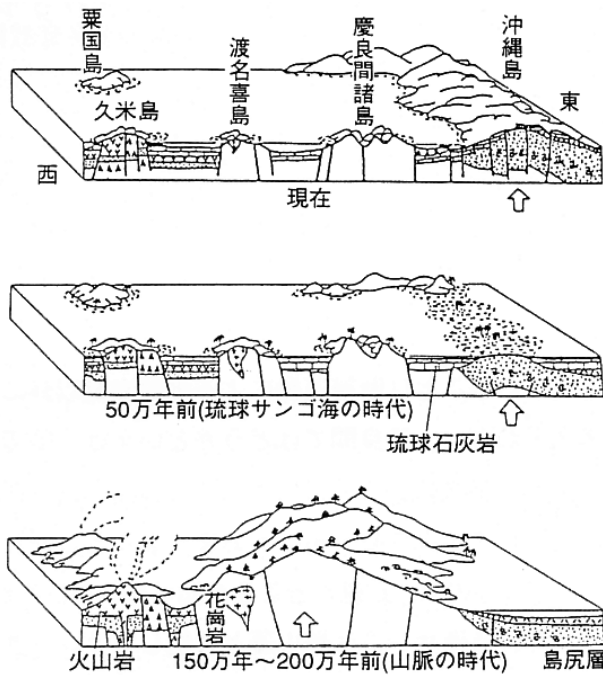 粟国島
久米島
渡名喜島
慶良間諸島
沖縄島
東
西
現在
50万年前(琉球サンゴ海の時代)
琉球石灰岩
花崗岩
火山岩
150万年～200万年前(山脈の時代)
島尻層